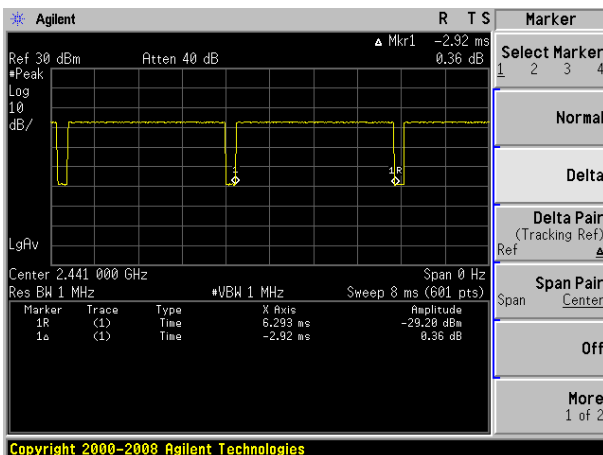 Agilent R T S Marker
Δ Mkr1 -2.92 ms
Ref 30 dBm Atten 40 dB 0.36 dB
#Peak
Log
10
dB/
1R
LgAv
Center 2.441 000 GHz Span 0 Hz
Res BW 1 MHz #VBW 1 MHz Sweep 8 ms (601 pts)
Marker Trace Type X Axis Amplitude
1R (1) Time 6.293 ms -29.20 dBm
1Δ (1) Time -2.92 ms 0.36 dB
Select Marker
1 2 3 4
Normal
Delta
Delta Pair
(Tracking Ref)
Ref Δ
Span Pair
Span Center
Off
More
1 of 2
Copyright 2000-2008 Agilent Technologies